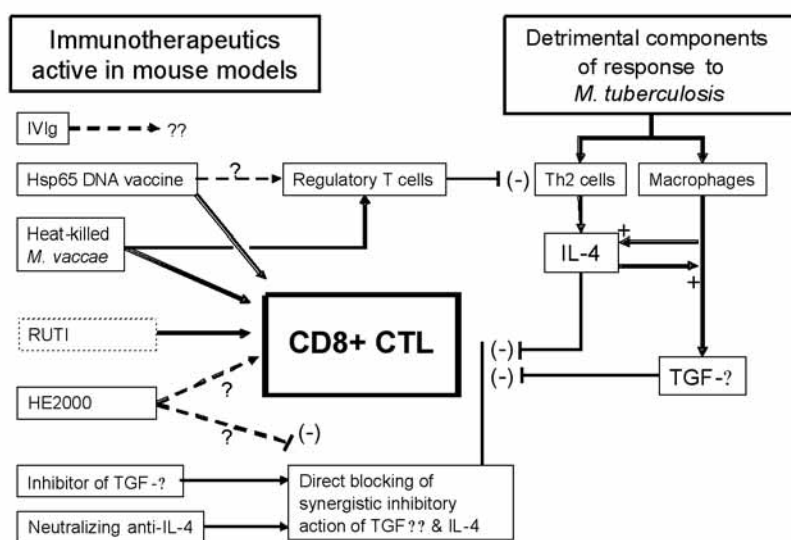 Immunotherapeutics
active in mouse models
Detrimental components
of response to
M. tuberculosis
IVIg
??
Hsp65 DNA vaccine
?
Regulatory T cells
(-)
Th2 cells
Macrophages
Heat-killed
M. vaccae
+
IL-4
+
RUTI
CD8+ CTL
(-)
(-)
TGF-?
HE2000
?
?
(-)
Inhibitor of TGF-?
Direct blocking of
synergistic inhibitory
action of TGF?? & IL-4
Neutralizing anti-IL-4